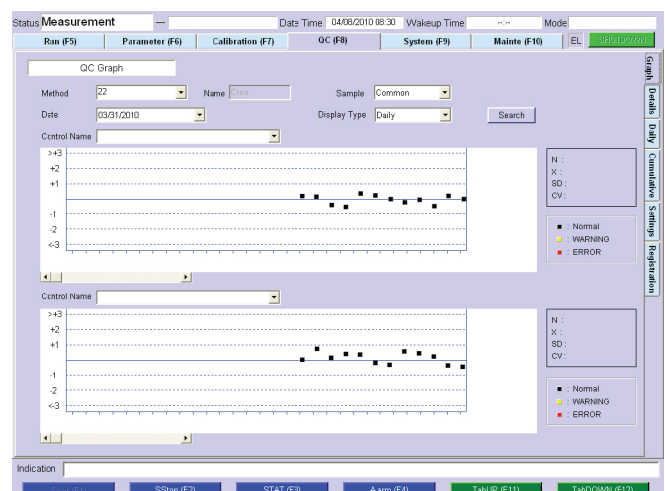 Status Measurement — Date Time 04/08/2010 08:30 Wakeup Time --:-- Mode
Run (F5) Parameter (F6) Calibration (F7) QC (F8) System (F9) Mainte (F10) EL SHUTDOWN
QC Graph
Method 22 Name Crea Sample Common
Date 03/31/2010 Display Type Daily Search
Control Name
>+3
+2
+1
-1
-2
<-3
N :
X :
SD :
CV :
: Normal
: WARNING
: ERROR
Control Name
>+3
+2
+1
-1
-2
<-3
N :
X :
SD :
CV :
: Normal
: WARNING
: ERROR
Graph
Details
Daily
Cumulative
Settings
Registration
Indication
SStop (F2) STAT (F3) Aarm (F4) TabUP (F11) TabDOWN (F12)